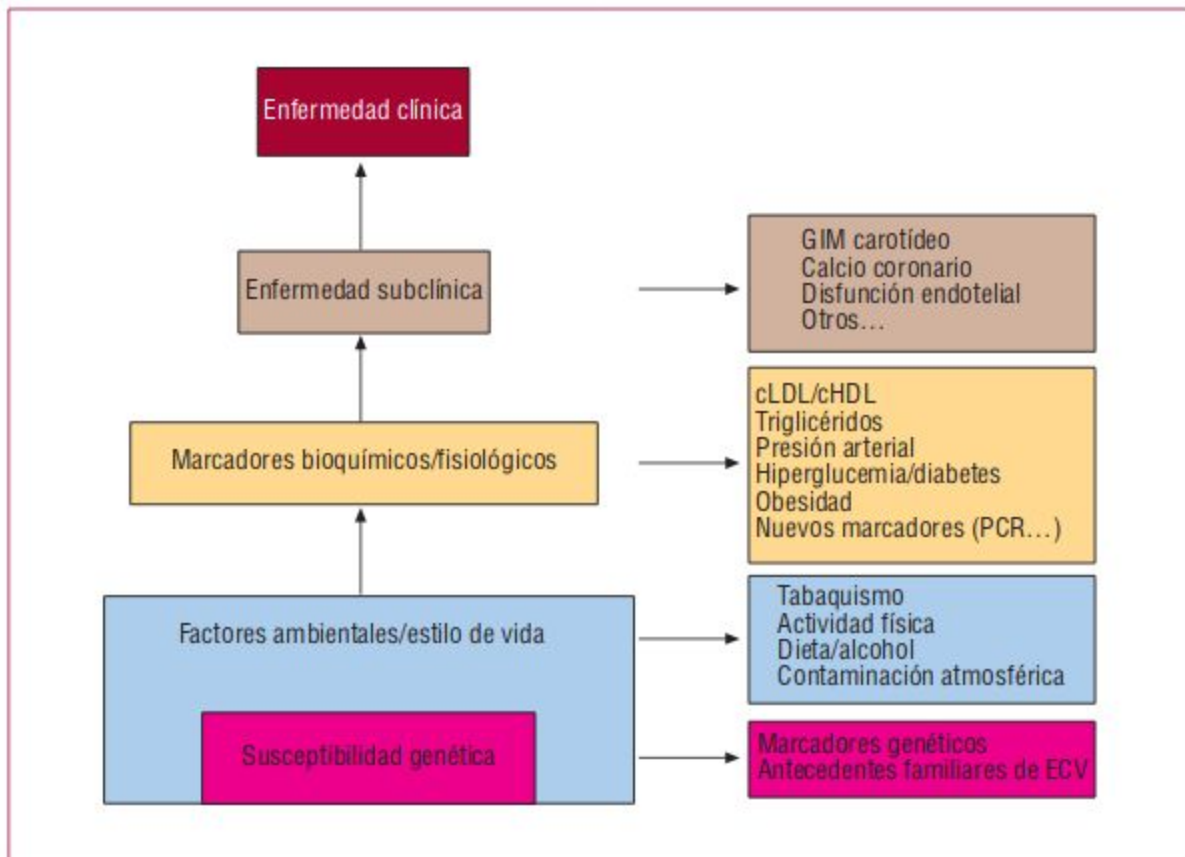 Enfermedad clínica
Enfermedad subclínica
GIM carotídeo
Calcio coronario
Disfunción endotelial
Otros…
Marcadores bioquímicos/fisiológicos
cLDL/cHDL
Triglicéridos
Presión arterial
Hiperglucemia/diabetes
Obesidad
Nuevos marcadores (PCR…)
Factores ambientales/estilo de vida
Tabaquismo
Actividad física
Dieta/alcohol
Contaminación atmosférica
Susceptibilidad genética
Marcadores genéticos
Antecedentes familiares de ECV